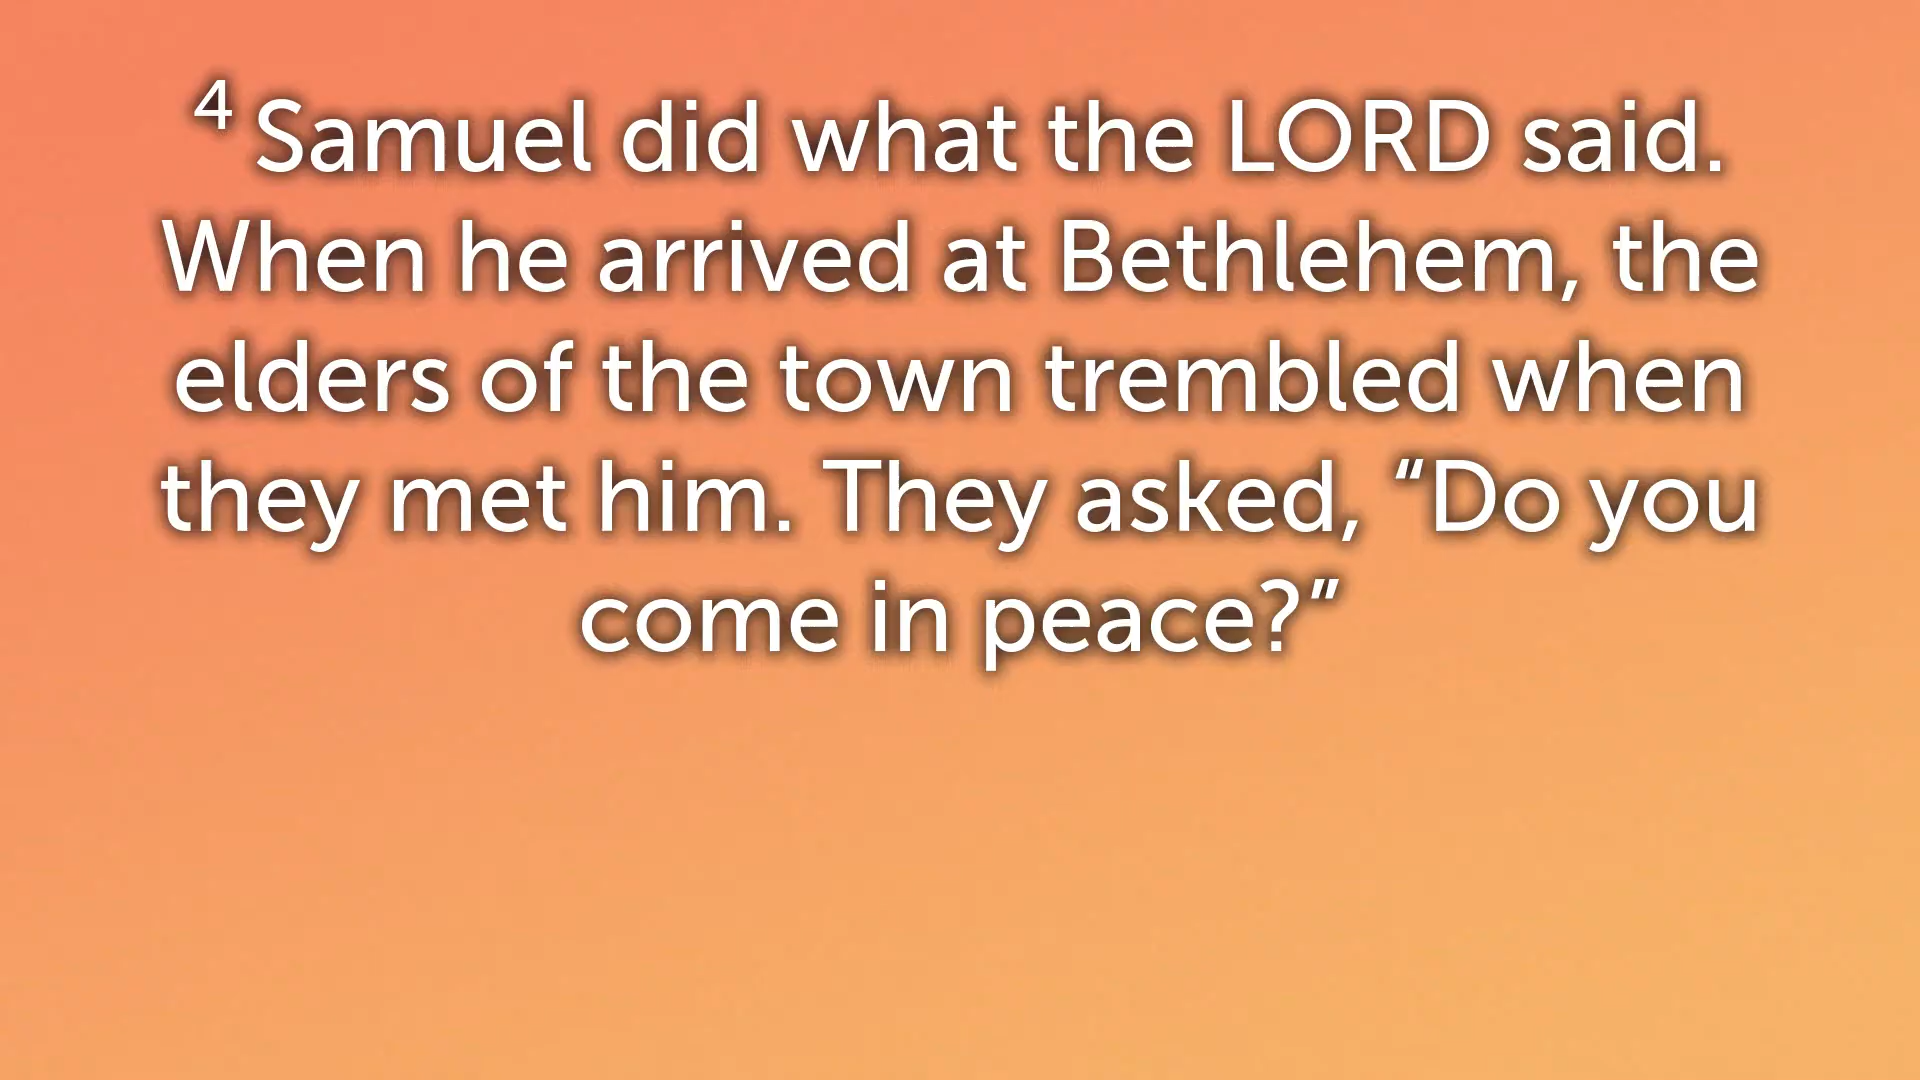 4 Samuel did what the LORD said.
When he arrived at Bethlehem, the
elders of the town trembled when
they met him. They asked, “Do you
come in peace?”